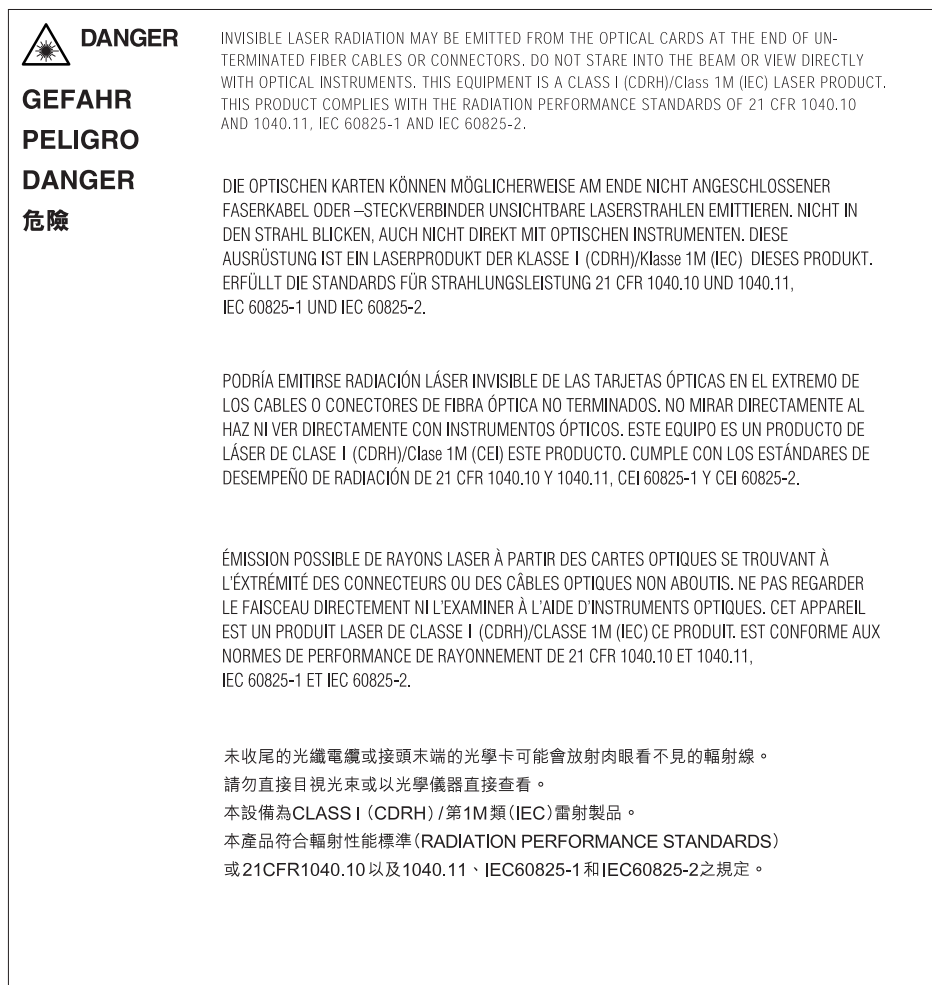 DANGER
GEFAHR
PELIGRO
DANGER
危險
INVISIBLE LASER RADIATION MAY BE EMITTED FROM THE OPTICAL CARDS AT THE END OF UN-
TERMINATED FIBER CABLES OR CONNECTORS. DO NOT STARE INTO THE BEAM OR VIEW DIRECTLY
WITH OPTICAL INSTRUMENTS. THIS EQUIPMENT IS A CLASS I (CDRH)/Class 1M (IEC) LASER PRODUCT.
THIS PRODUCT COMPLIES WITH THE RADIATION PERFORMANCE STANDARDS OF 21 CFR 1040.10
AND 1040.11, IEC 60825-1 AND IEC 60825-2.
DIE OPTISCHEN KARTEN KÖNNEN MÖGLICHERWEISE AM ENDE NICHT ANGESCHLOSSENER
FASERKABEL ODER –STECKVERBINDER UNSICHTBARE LASERSTRAHLEN EMITTIEREN. NICHT IN
DEN STRAHL BLICKEN, AUCH NICHT DIREKT MIT OPTISCHEN INSTRUMENTEN. DIESE
AUSRÜSTUNG IST EIN LASERPRODUKT DER KLASSE I (CDRH)/Klasse 1M (IEC) DIESES PRODUKT.
ERFÜLLT DIE STANDARDS FÜR STRAHLUNGSLEISTUNG 21 CFR 1040.10 UND 1040.11,
IEC 60825-1 UND IEC 60825-2.
PODRÍA EMITIRSE RADIACIÓN LÁSER INVISIBLE DE LAS TARJETAS ÓPTICAS EN EL EXTREMO DE
LOS CABLES O CONECTORES DE FIBRA ÓPTICA NO TERMINADOS. NO MIRAR DIRECTAMENTE AL
HAZ NI VER DIRECTAMENTE CON INSTRUMENTOS ÓPTICOS. ESTE EQUIPO ES UN PRODUCTO DE
LÁSER DE CLASE I (CDRH)/Clase 1M (CEI) ESTE PRODUCTO. CUMPLE CON LOS ESTÁNDARES DE
DESEMPEÑO DE RADIACIÓN DE 21 CFR 1040.10 Y 1040.11, CEI 60825-1 Y CEI 60825-2.
ÉMISSION POSSIBLE DE RAYONS LASER À PARTIR DES CARTES OPTIQUES SE TROUVANT À
L'ÉXTRÉMITÉ DES CONNECTEURS OU DES CÂBLES OPTIQUES NON ABOUTIS. NE PAS REGARDER
LE FAISCEAU DIRECTEMENT NI L'EXAMINER À L'AIDE D'INSTRUMENTS OPTIQUES. CET APPAREIL
EST UN PRODUIT LASER DE CLASSE I (CDRH)/CLASSE 1M (IEC) CE PRODUIT. EST CONFORME AUX
NORMES DE PERFORMANCE DE RAYONNEMENT DE 21 CFR 1040.10 ET 1040.11,
IEC 60825-1 ET IEC 60825-2.
未收尾的光纖電纜或接頭末端的光學卡可能會放射肉眼看不見的輻射線。
請勿直接目視光束或以光學儀器直接查看。
本設備為CLASS I（CDRH）/第1M類（IEC）雷射製品。
本產品符合輻射性能標準（RADIATION PERFORMANCE STANDARDS）
或21CFR1040.10以及1040.11、IEC60825-1和IEC60825-2之規定。